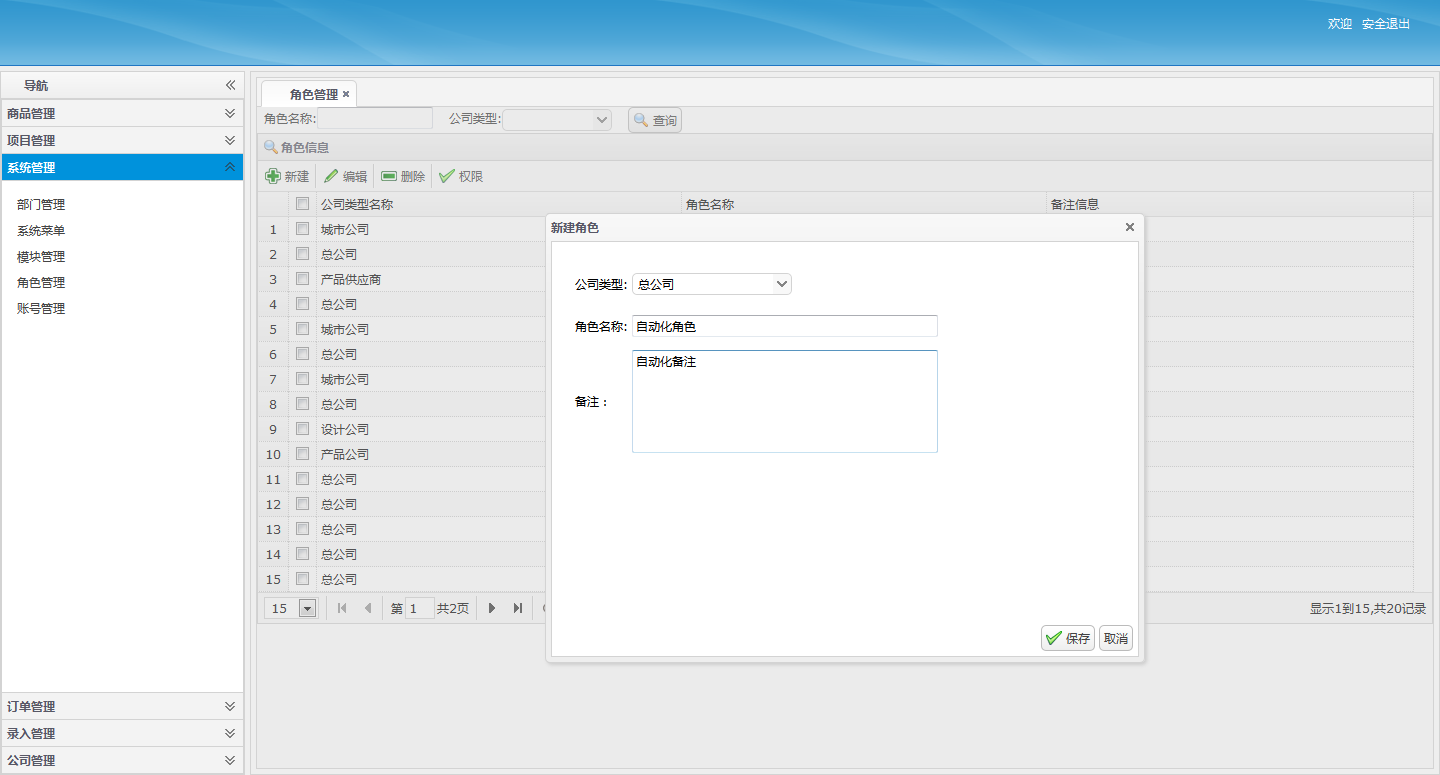 欢迎 安全退出
导航
商品管理
项目管理
系统管理
部门管理
系统菜单
模块管理
角色管理
账号管理
订单管理
录入管理
公司管理
角色管理
角色名称: 公司类型: 查询
角色信息
新建 编辑 删除 权限
公司类型名称 角色名称 备注信息
1 城市公司
2 总公司
3 产品供应商
4 总公司
5 城市公司
6 总公司
7 城市公司
8 总公司
9 设计公司
10 产品公司
11 总公司
12 总公司
13 总公司
14 总公司
15 总公司
15 第 1 共2页 显示1到15,共20记录
新建角色
公司类型: 总公司
角色名称: 自动化角色
备注： 自动化备注
保存 取消